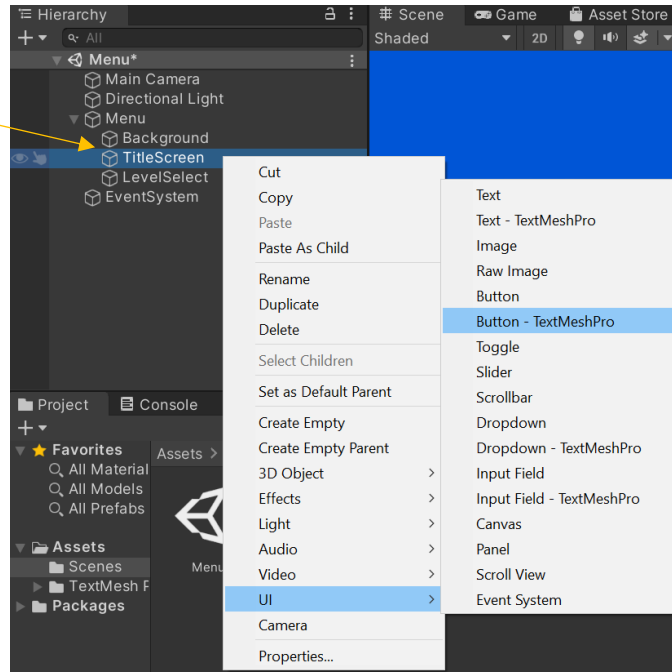 Hierarchy
All
Menu*
Main Camera
Directional Light
Menu
Background
TitleScreen
LevelSelect
EventSystem
Scene Game Asset Store
Shaded 2D
Cut
Copy
Paste
Paste As Child
Rename
Duplicate
Delete
Select Children
Set as Default Parent
Create Empty
Create Empty Parent
3D Object
Effects
Light
Audio
Video
UI
Camera
Properties...
Text
Text - TextMeshPro
Image
Raw Image
Button
Button - TextMeshPro
Toggle
Slider
Scrollbar
Dropdown
Dropdown - TextMeshPro
Input Field
Input Field - TextMeshPro
Canvas
Panel
Scroll View
Event System
Project Console
Favorites
All Material
All Models
All Prefabs
Assets
Scenes
TextMesh P
Packages
Assets >
Menu